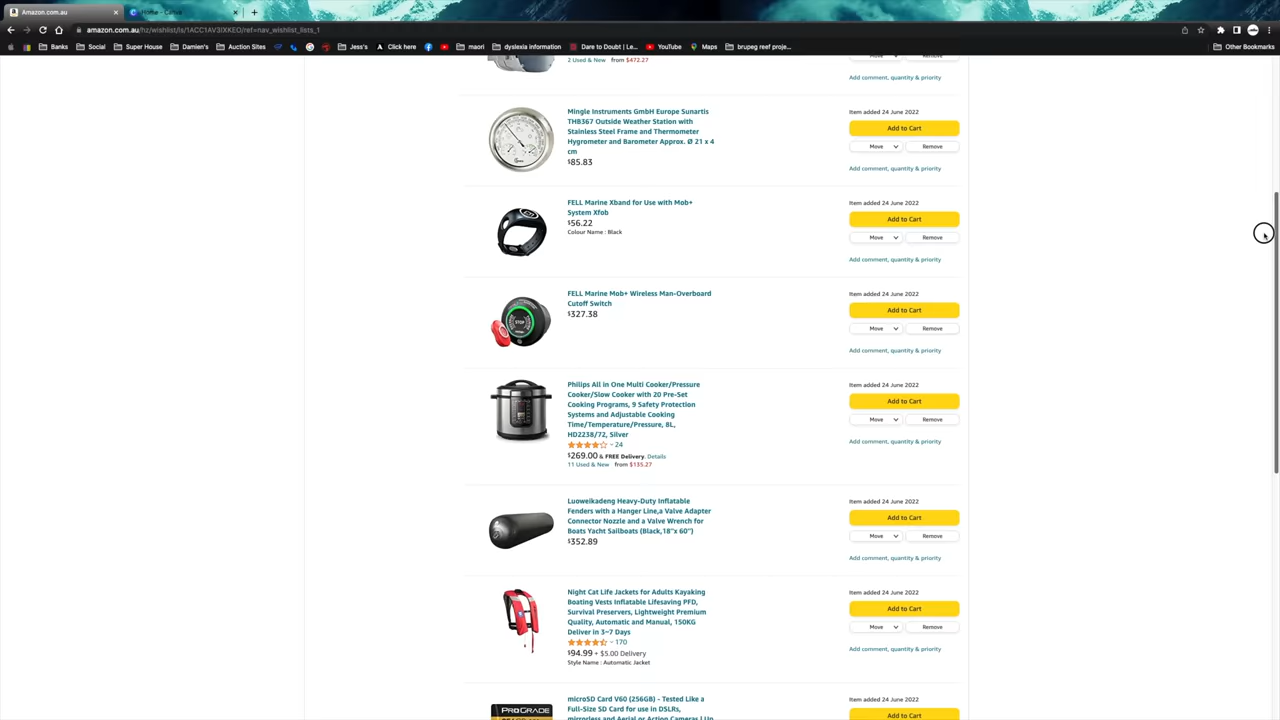 Amazon.com.au
Home – Canva
amazon.com.au/hz/wishlist/ls/1ACC1AV3IXKEO/ref=nav_wishlist_lists_1
Banks
Social
Super House
Damien's
Auction Sites
Jess's
Click here
maori
dyslexia information
Dare to Doubt | Le...
YouTube
Maps
brupeg reef proje...
Other Bookmarks
2 Used & New from $472.27
Move
Remove
Add comment, quantity & priority
Mingle Instruments GmbH Europe Sunartis
THB367 Outside Weather Station with
Stainless Steel Frame and Thermometer
Hygrometer and Barometer Approx. Ø 21 x 4
cm
$85.83
Item added 24 June 2022
Add to Cart
Move
Remove
Add comment, quantity & priority
FELL Marine Xband for Use with Mob+
System Xfob
$56.22
Colour Name : Black
Item added 24 June 2022
Add to Cart
Move
Remove
Add comment, quantity & priority
FELL Marine Mob+ Wireless Man-Overboard
Cutoff Switch
$327.38
STOP
Item added 24 June 2022
Add to Cart
Move
Remove
Add comment, quantity & priority
Philips All in One Multi Cooker/Pressure
Cooker/Slow Cooker with 20 Pre-Set
Cooking Programs, 9 Safety Protection
Systems and Adjustable Cooking
Time/Temperature/Pressure, 8L,
HD2238/72, Silver
~ 24
$269.00 & FREE Delivery. Details
11 Used & New from $135.27
Item added 24 June 2022
Add to Cart
Move
Remove
Add comment, quantity & priority
Luoweikadeng Heavy-Duty Inflatable
Fenders with a Hanger Line,a Valve Adapter
Connector Nozzle and a Valve Wrench for
Boats Yacht Sailboats (Black,18''x 60'')
$352.89
Item added 24 June 2022
Add to Cart
Move
Remove
Add comment, quantity & priority
Night Cat Life Jackets for Adults Kayaking
Boating Vests Inflatable Lifesaving PFD,
Survival Preservers, Lightweight Premium
Quality, Automatic and Manual, 150KG
Deliver in 3~7 Days
~ 170
$94.99 + $5.00 Delivery
Style Name : Automatic Jacket
Item added 24 June 2022
Add to Cart
Move
Remove
Add comment, quantity & priority
PROGRADE
microSD Card V60 (256GB) - Tested Like a
Full-Size SD Card for use in DSLRs,
mirrorless and Aerial or Action Cameras | Up
Item added 24 June 2022
Add to Cart